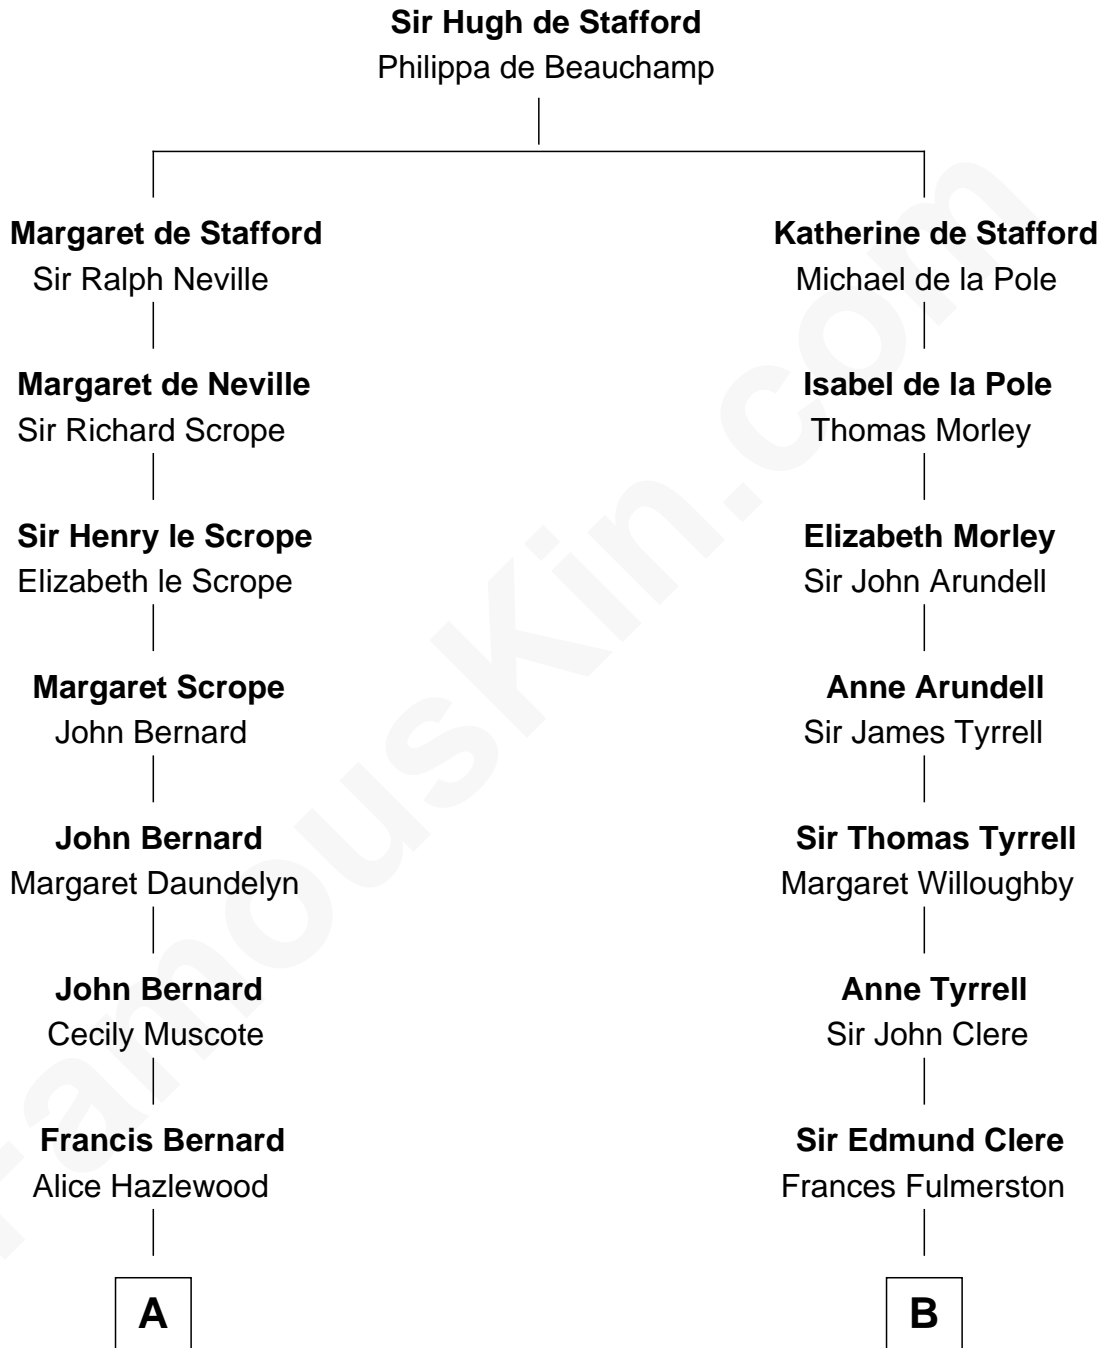 Sir Hugh de Stafford
Philippa de Beauchamp
Margaret de Stafford
Sir Ralph Neville
Katherine de Stafford
Michael de la Pole
Margaret de Neville
Sir Richard Scrope
Isabel de la Pole
Thomas Morley
Sir Henry le Scrope
Elizabeth le Scrope
Elizabeth Morley
Sir John Arundell
Margaret Scrope
John Bernard
Anne Arundell
Sir James Tyrrell
John Bernard
Margaret Daundelyn
Sir Thomas Tyrrell
Margaret Willoughby
John Bernard
Cecily Muscote
Anne Tyrrell
Sir John Clere
Francis Bernard
Alice Hazlewood
Sir Edmund Clere
Frances Fulmerston
A
B
FamousKin.com